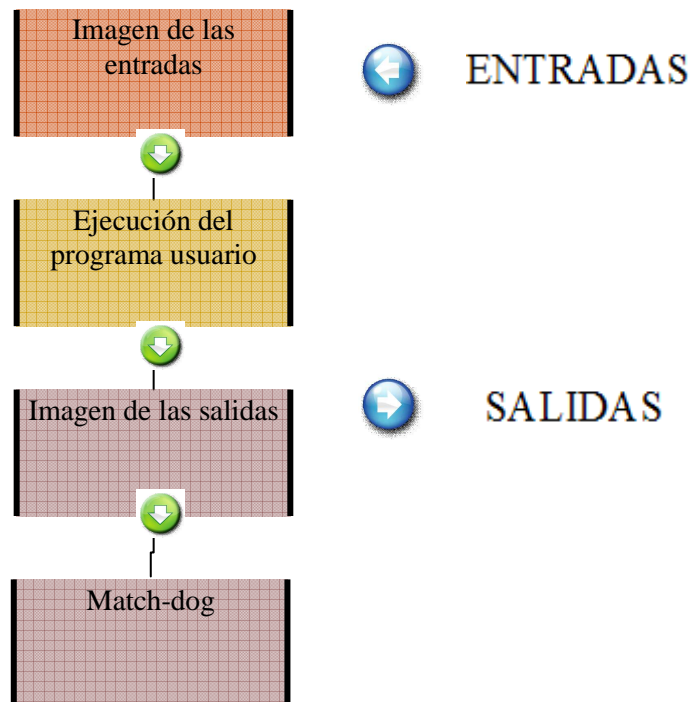 Imagen de las
entradas
ENTRADAS
Ejecución del
programa usuario
Imagen de las salidas
SALIDAS
Match-dog